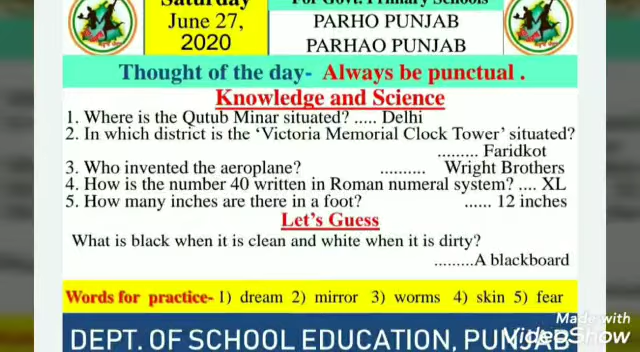 Saturday
June 27,
2020
For Govt. Primary Schools
PARHO PUNJAB
PARHAO PUNJAB
Thought of the day- Always be punctual .
Knowledge and Science
1. Where is the Qutub Minar situated? ..... Delhi
2. In which district is the ‘Victoria Memorial Clock Tower’ situated?
......... Faridkot
3. Who invented the aeroplane? .......... Wright Brothers
4. How is the number 40 written in Roman numeral system? .... XL
5. How many inches are there in a foot? ...... 12 inches
Let’s Guess
What is black when it is clean and white when it is dirty?
.........A blackboard
Words for practice- 1) dream 2) mirror 3) worms 4) skin 5) fear
Made with
VideoShow
DEPT. OF SCHOOL EDUCATION, PUNJAB